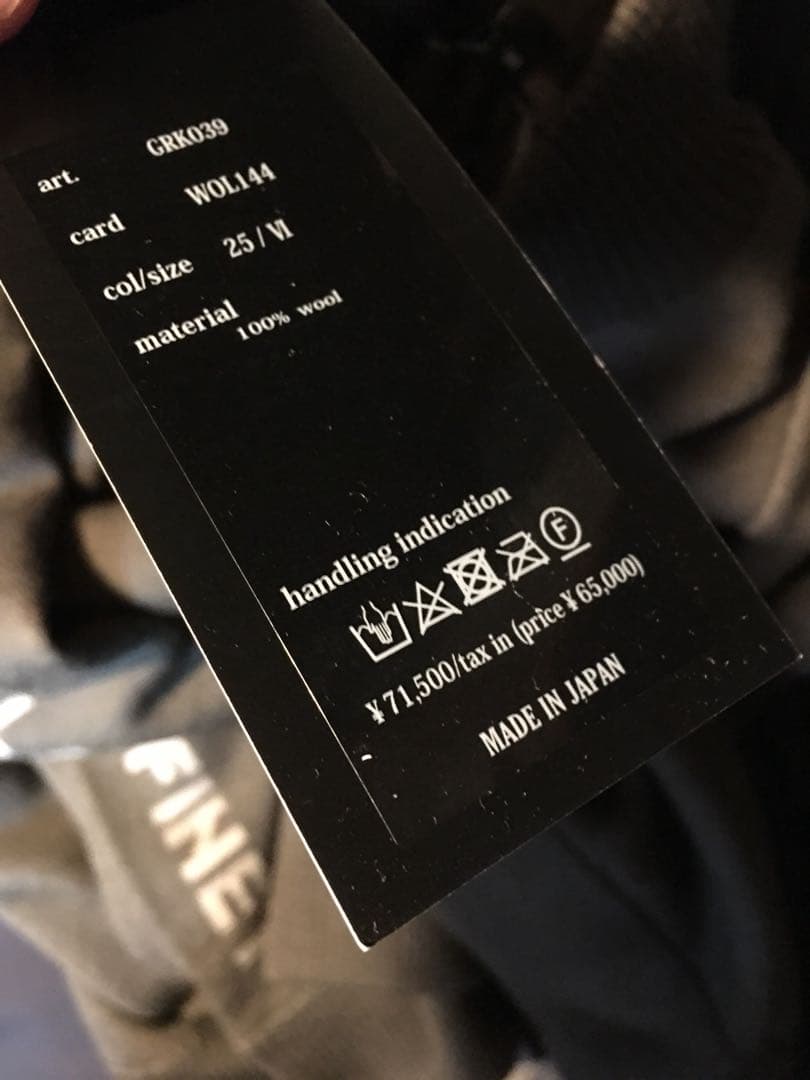 art. GRK039
card WOL144
col/size 25 / VI
material 100% wool
handling indication
F
¥71,500/tax in (price ¥65,000)
MADE IN JAPAN
FINE